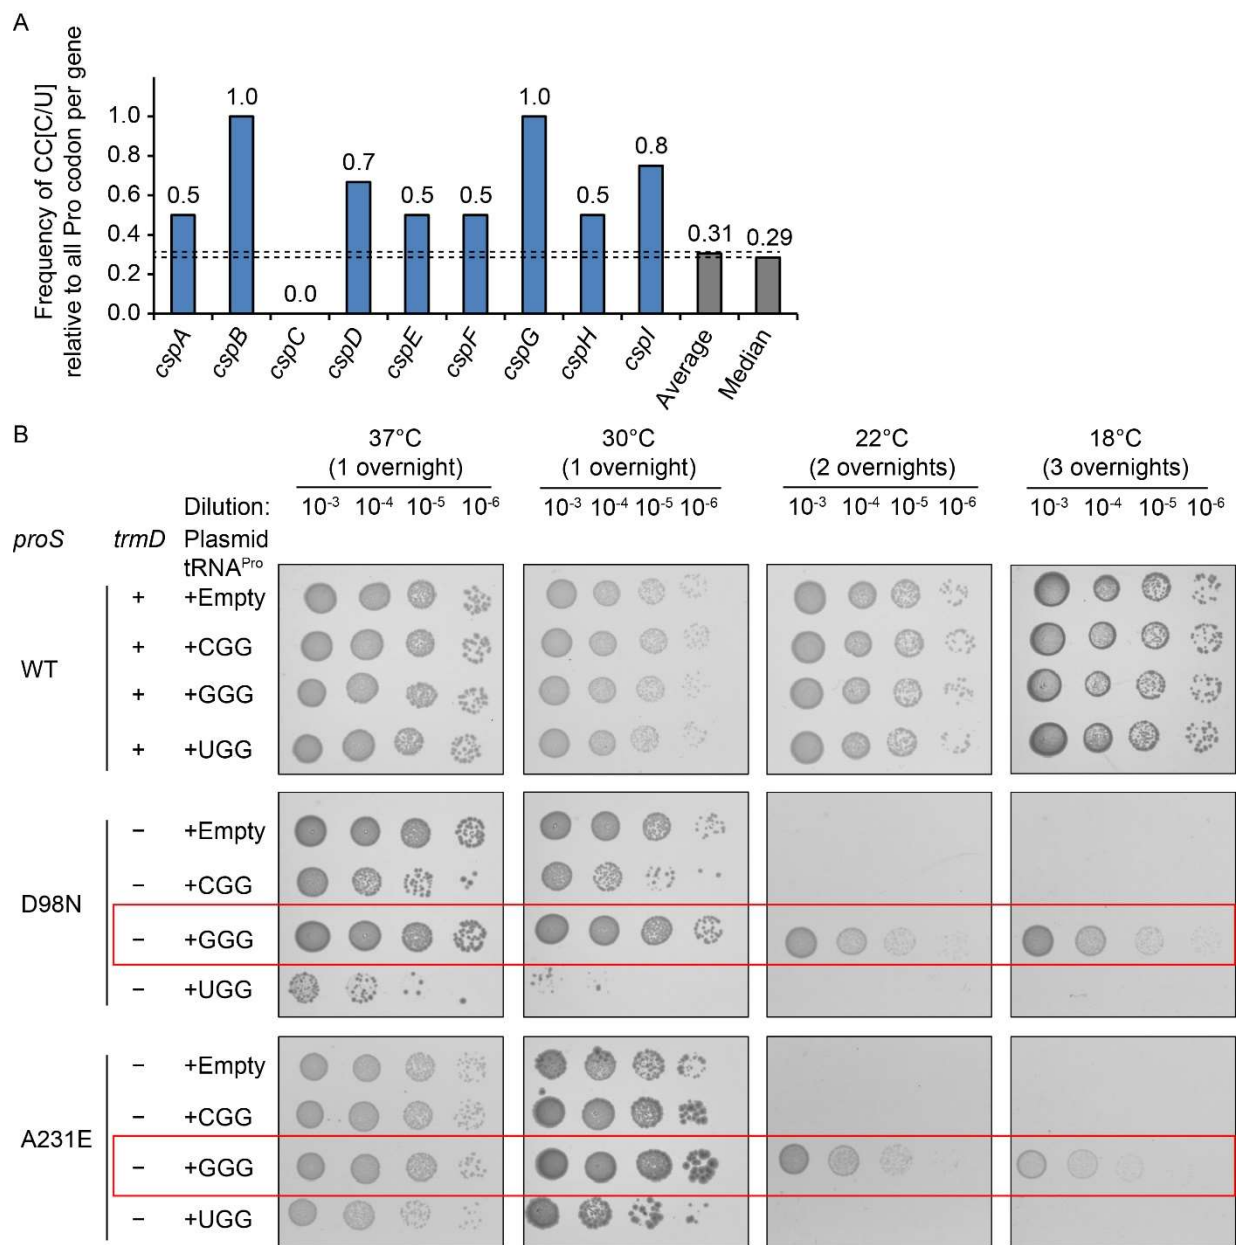 A
Frequency of CC[C/U]
relative to all Pro codon per gene
1.0
0.8
0.6
0.4
0.2
0.0
0.5
1.0
0.0
0.7
0.5
0.5
1.0
0.5
0.8
0.31
0.29
cspA
cspB
cspC
cspD
cspE
cspF
cspG
cspH
cspI
Average
Median
B
37°C
(1 overnight)
30°C
(1 overnight)
22°C
(2 overnights)
18°C
(3 overnights)
Dilution: 10⁻³ 10⁻⁴ 10⁻⁵ 10⁻⁶ 10⁻³ 10⁻⁴ 10⁻⁵ 10⁻⁶ 10⁻³ 10⁻⁴ 10⁻⁵ 10⁻⁶ 10⁻³ 10⁻⁴ 10⁻⁵ 10⁻⁶
proS trmD Plasmid
tRNAᴾʳᵒ
WT
+ +Empty
+ +CGG
+ +GGG
+ +UGG
D98N
− +Empty
− +CGG
− +GGG
− +UGG
A231E
− +Empty
− +CGG
− +GGG
− +UGG